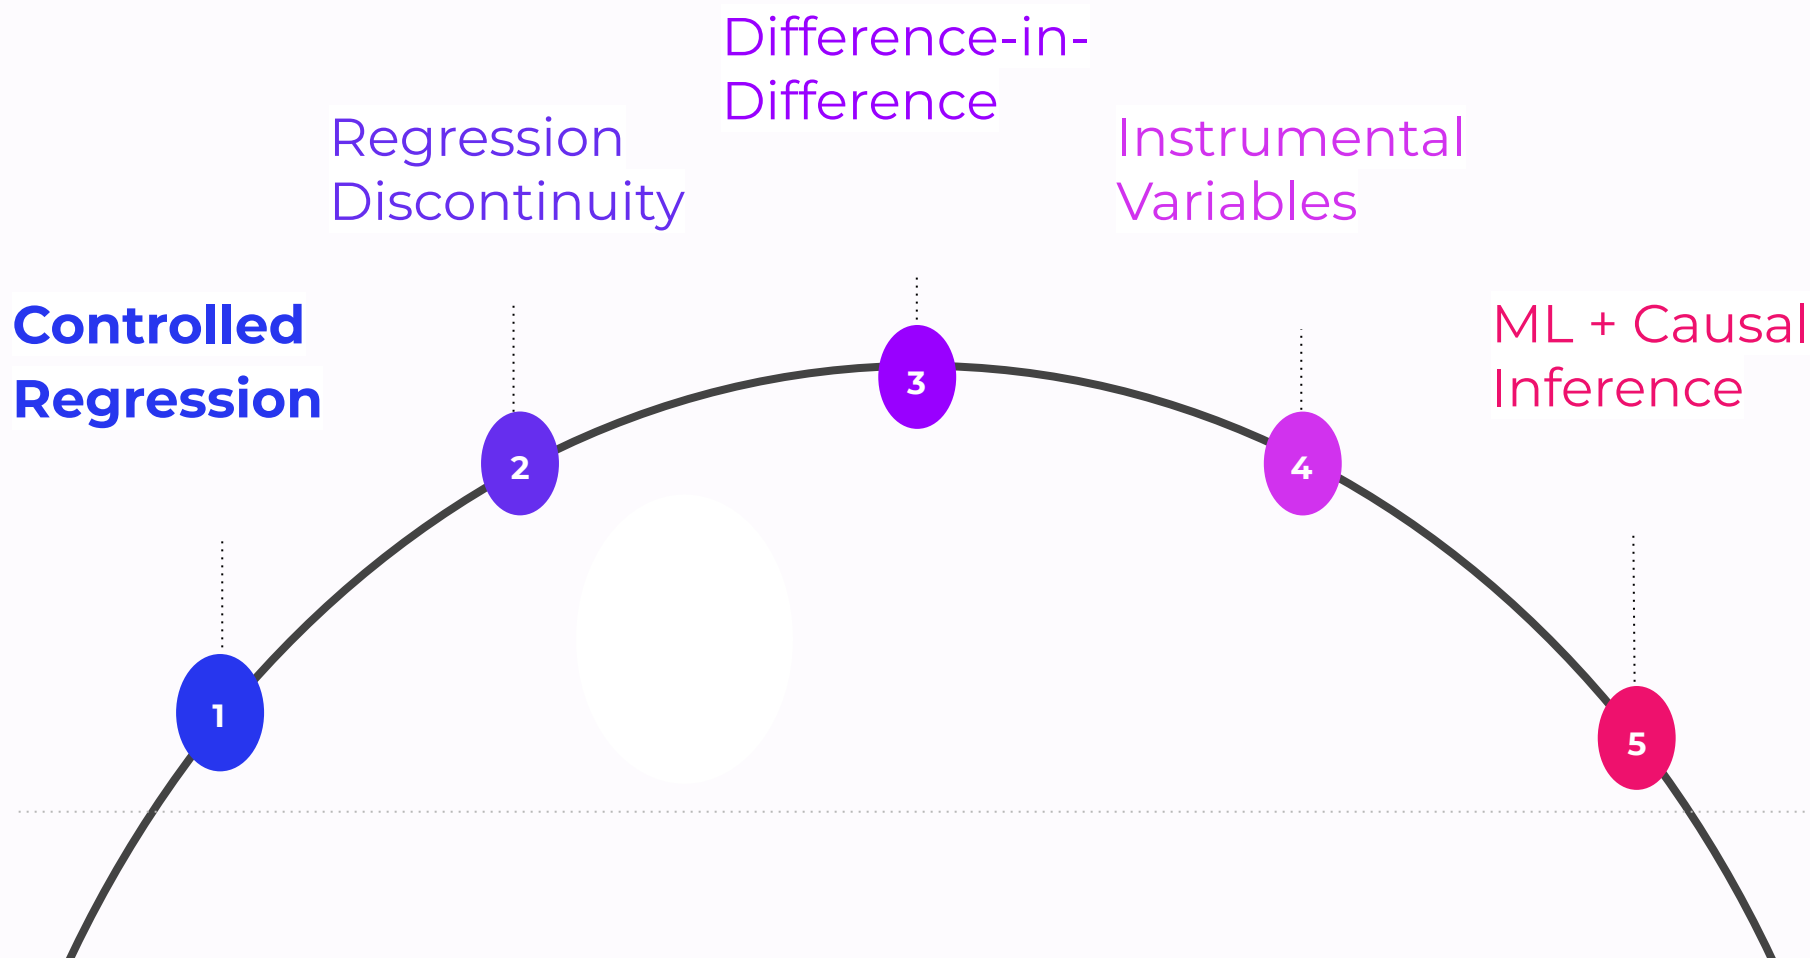 Difference-in-
Difference
Regression
Discontinuity
Instrumental
Variables
Controlled
Regression
ML + Causal
Inference
1
2
3
4
5